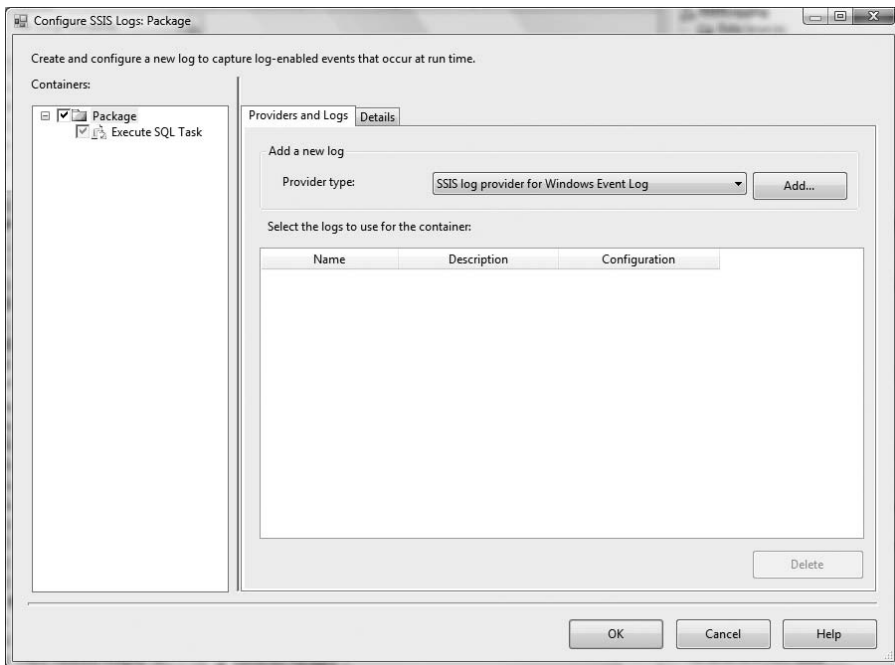 Configure SSIS Logs: Package
Create and configure a new log to capture log-enabled events that occur at run time.
Containers:
Package
Execute SQL Task
Providers and Logs
Details
Add a new log
Provider type:
SSIS log provider for Windows Event Log
Add...
Select the logs to use for the container:
Name Description Configuration
Delete
OK Cancel Help